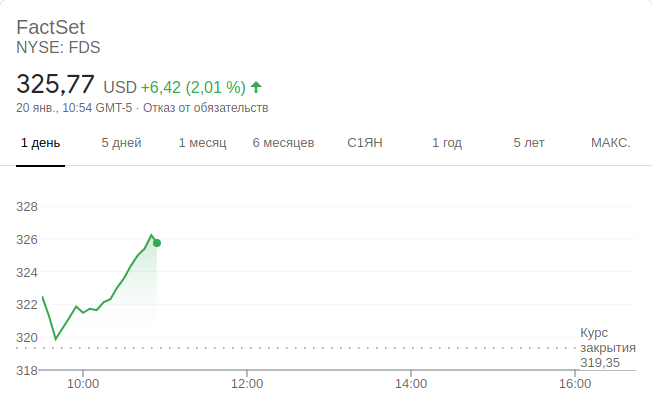 FactSet
NYSE: FDS
325,77 USD +6,42 (2,01 %)
20 янв., 10:54 GMT-5 · Отказ от обязательств
1 день 5 дней 1 месяц 6 месяцев С1ЯН 1 год 5 лет МАКС.
328
326
324
322
320
Курс
закрытия
319,35
318
10:00 12:00 14:00 16:00